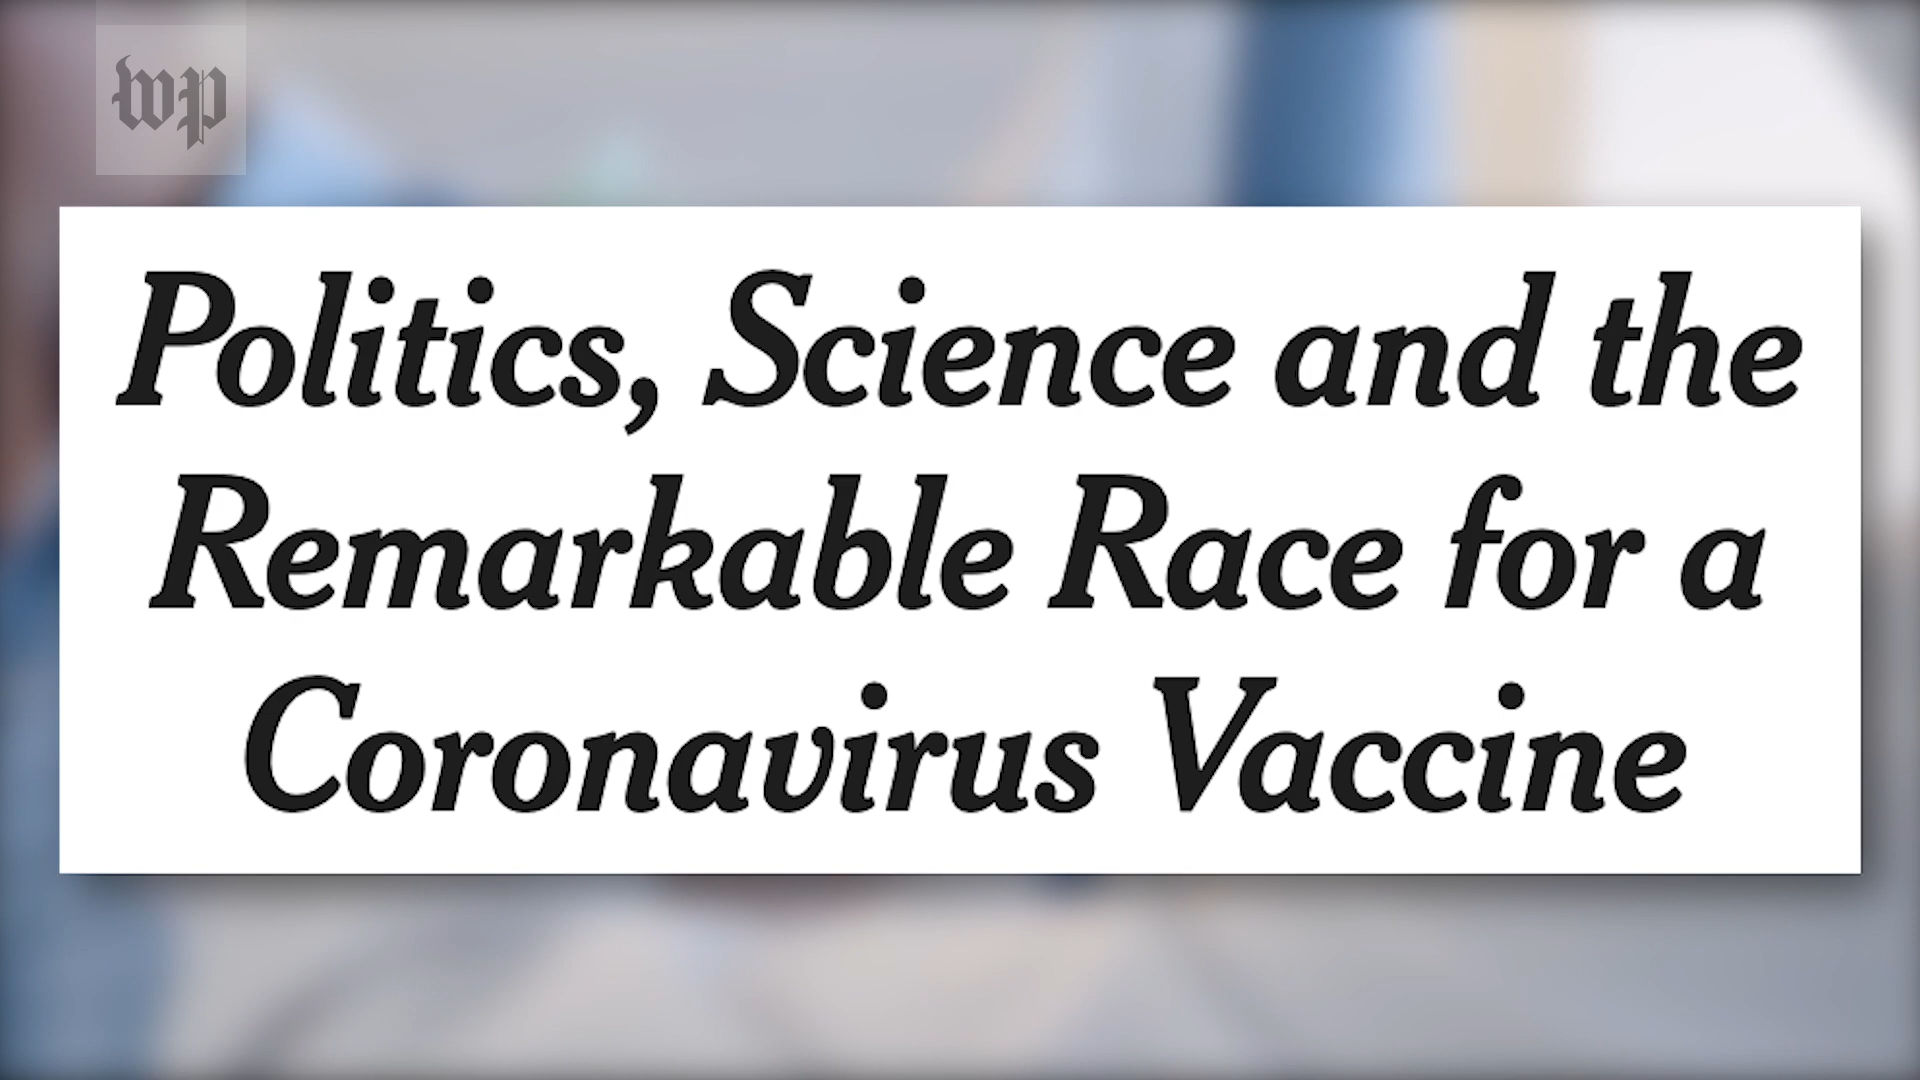 wp
Politics, Science and the
Remarkable Race for a
Coronavirus Vaccine